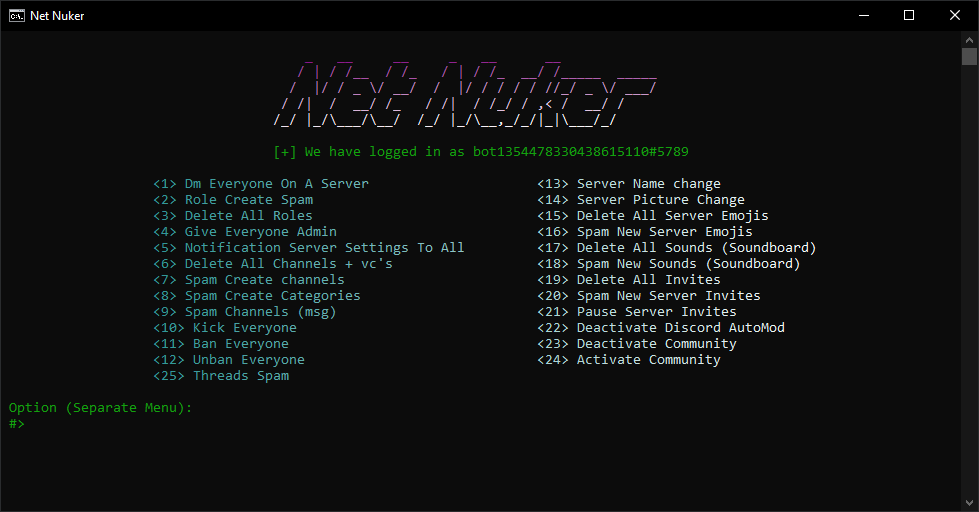 Net Nuker
Net Nuker
[+] We have logged in as bot1354478330438615110#5789
<1> Dm Everyone On A Server
<2> Role Create Spam
<3> Delete All Roles
<4> Give Everyone Admin
<5> Notification Server Settings To All
<6> Delete All Channels + vc's
<7> Spam Create channels
<8> Spam Create Categories
<9> Spam Channels (msg)
<10> Kick Everyone
<11> Ban Everyone
<12> Unban Everyone
<25> Threads Spam
<13> Server Name change
<14> Server Picture Change
<15> Delete All Server Emojis
<16> Spam New Server Emojis
<17> Delete All Sounds (Soundboard)
<18> Spam New Sounds (Soundboard)
<19> Delete All Invites
<20> Spam New Server Invites
<21> Pause Server Invites
<22> Deactivate Discord AutoMod
<23> Deactivate Community
<24> Activate Community
Option (Separate Menu):
#>